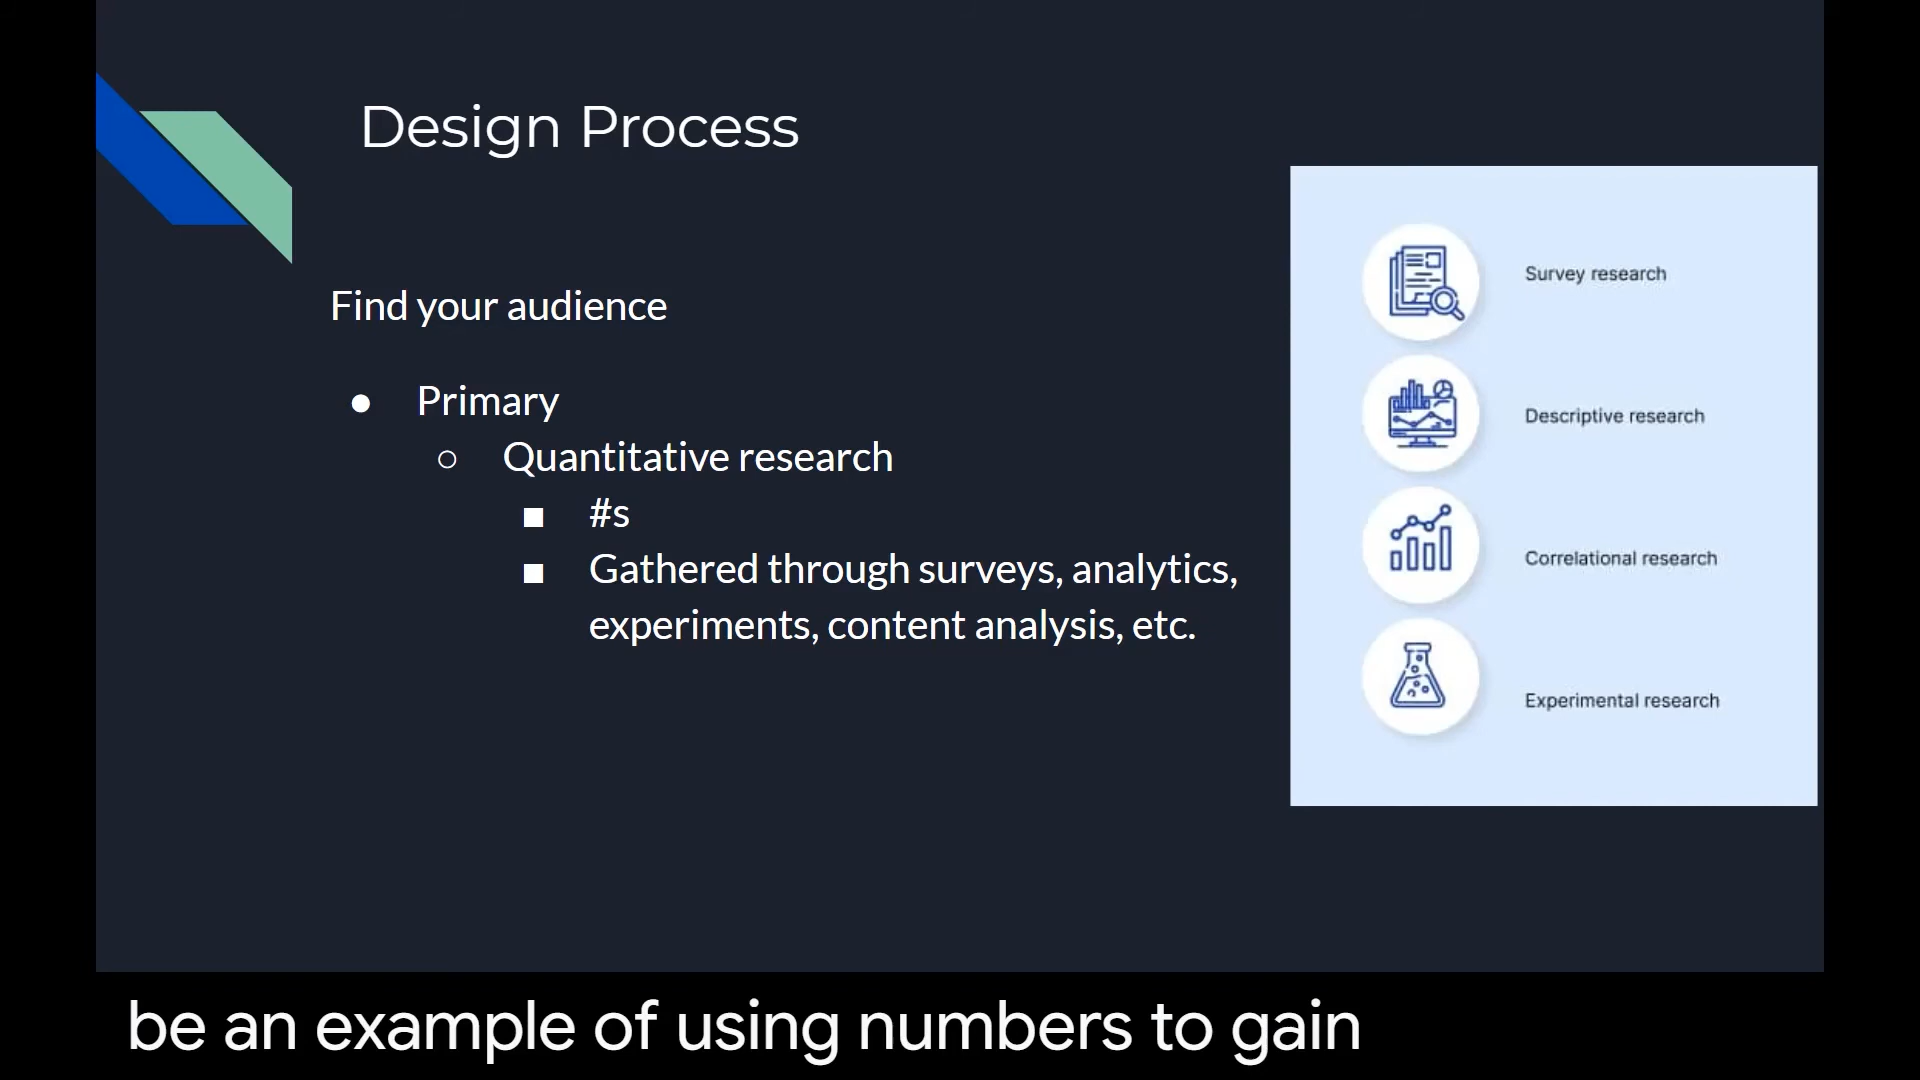 Design Process
Find your audience
● Primary
○ Quantitative research
■ #s
■ Gathered through surveys, analytics,
experiments, content analysis, etc.
Survey research
Descriptive research
Correlational research
Experimental research
be an example of using numbers to gain